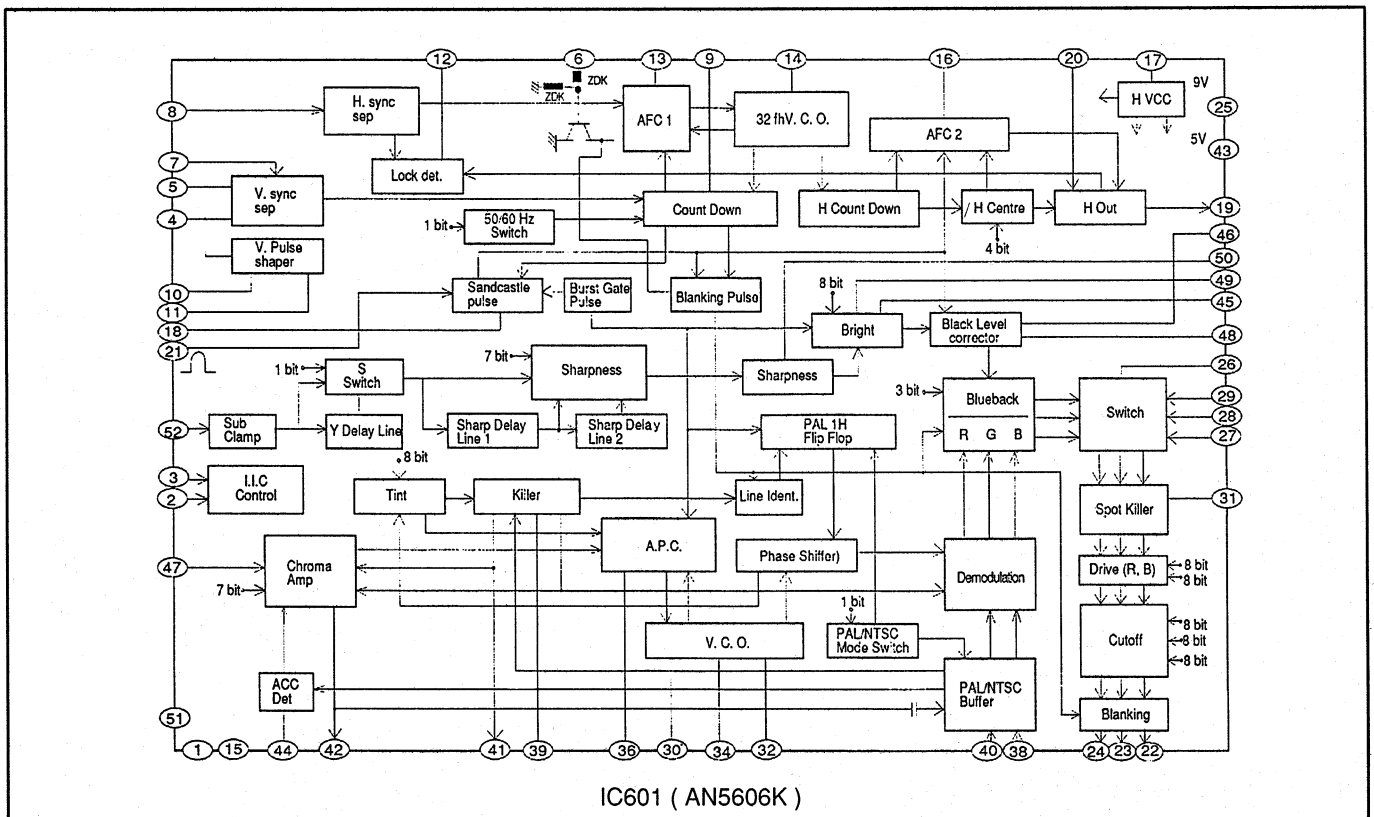 12 6 13 9 14 16 20 17
ZDK
ZDK
9V
8
H. sync
sep
AFC 1
32 fhV. C. O.
AFC 2
H VCC
25
5V
43
7
5
4
V. sync
sep
Lock det.
Count Down
H Count Down
/ H Centre
H Out
19
1 bit
50/60 Hz
Switch
4 bit
46
V. Pulse
shaper
50
10
11
18
21
Sandcastle
pulse
Burst Gate
Pulse
Blanking Pulse
8 bit
Bright
Black Level
corrector
49
45
48
1 bit
S
Switch
7 bit
Sharpness
Sharpness
26
3 bit
Blueback
R G B
Switch
29
28
27
52
Sub
Clamp
Y Delay Line
Sharp Delay
Line 1
Sharp Delay
Line 2
PAL 1H
Flip Flop
8 bit
3
2
I.I.C
Control
Tint
Killer
Line Ident.
Spot Killer
31
47
Chroma
Amp
7 bit
A.P.C.
Phase Shiffer)
Demodulation
Drive (R, B)
8 bit
8 bit
1 bit
V. C. O.
PAL/NTSC
Mode Switch
Cutoff
8 bit
8 bit
8 bit
ACC
Det
PAL/NTSC
Buffer
Blanking
51
1 15 44 42 41 39 36 30 34 32 40 38 24 23 22
IC601 ( AN5606K )